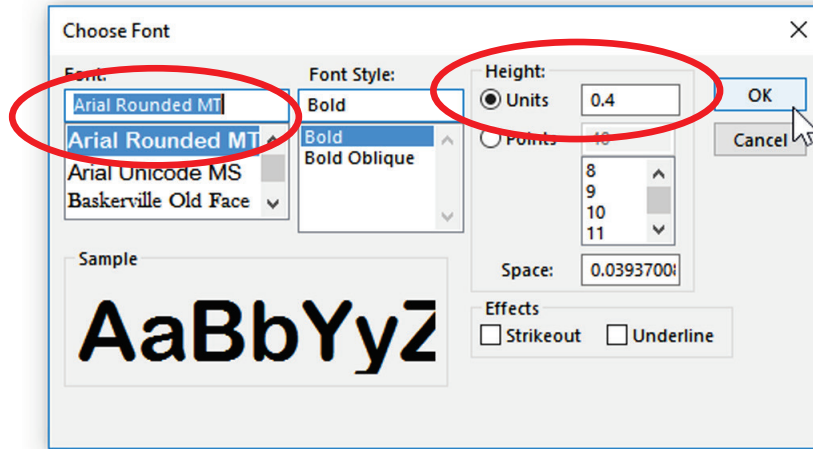 Choose Font
Font:
Font Style:
Height:
Arial Rounded MT
Bold
Units
0.4
OK
Arial Rounded MT
Arial Unicode MS
Baskerville Old Face
Bold
Bold Oblique
Points
40
Cancel
8
9
10
11
Space:
0.03937008
Sample
AaBbYyZ
Effects
Strikeout
Underline